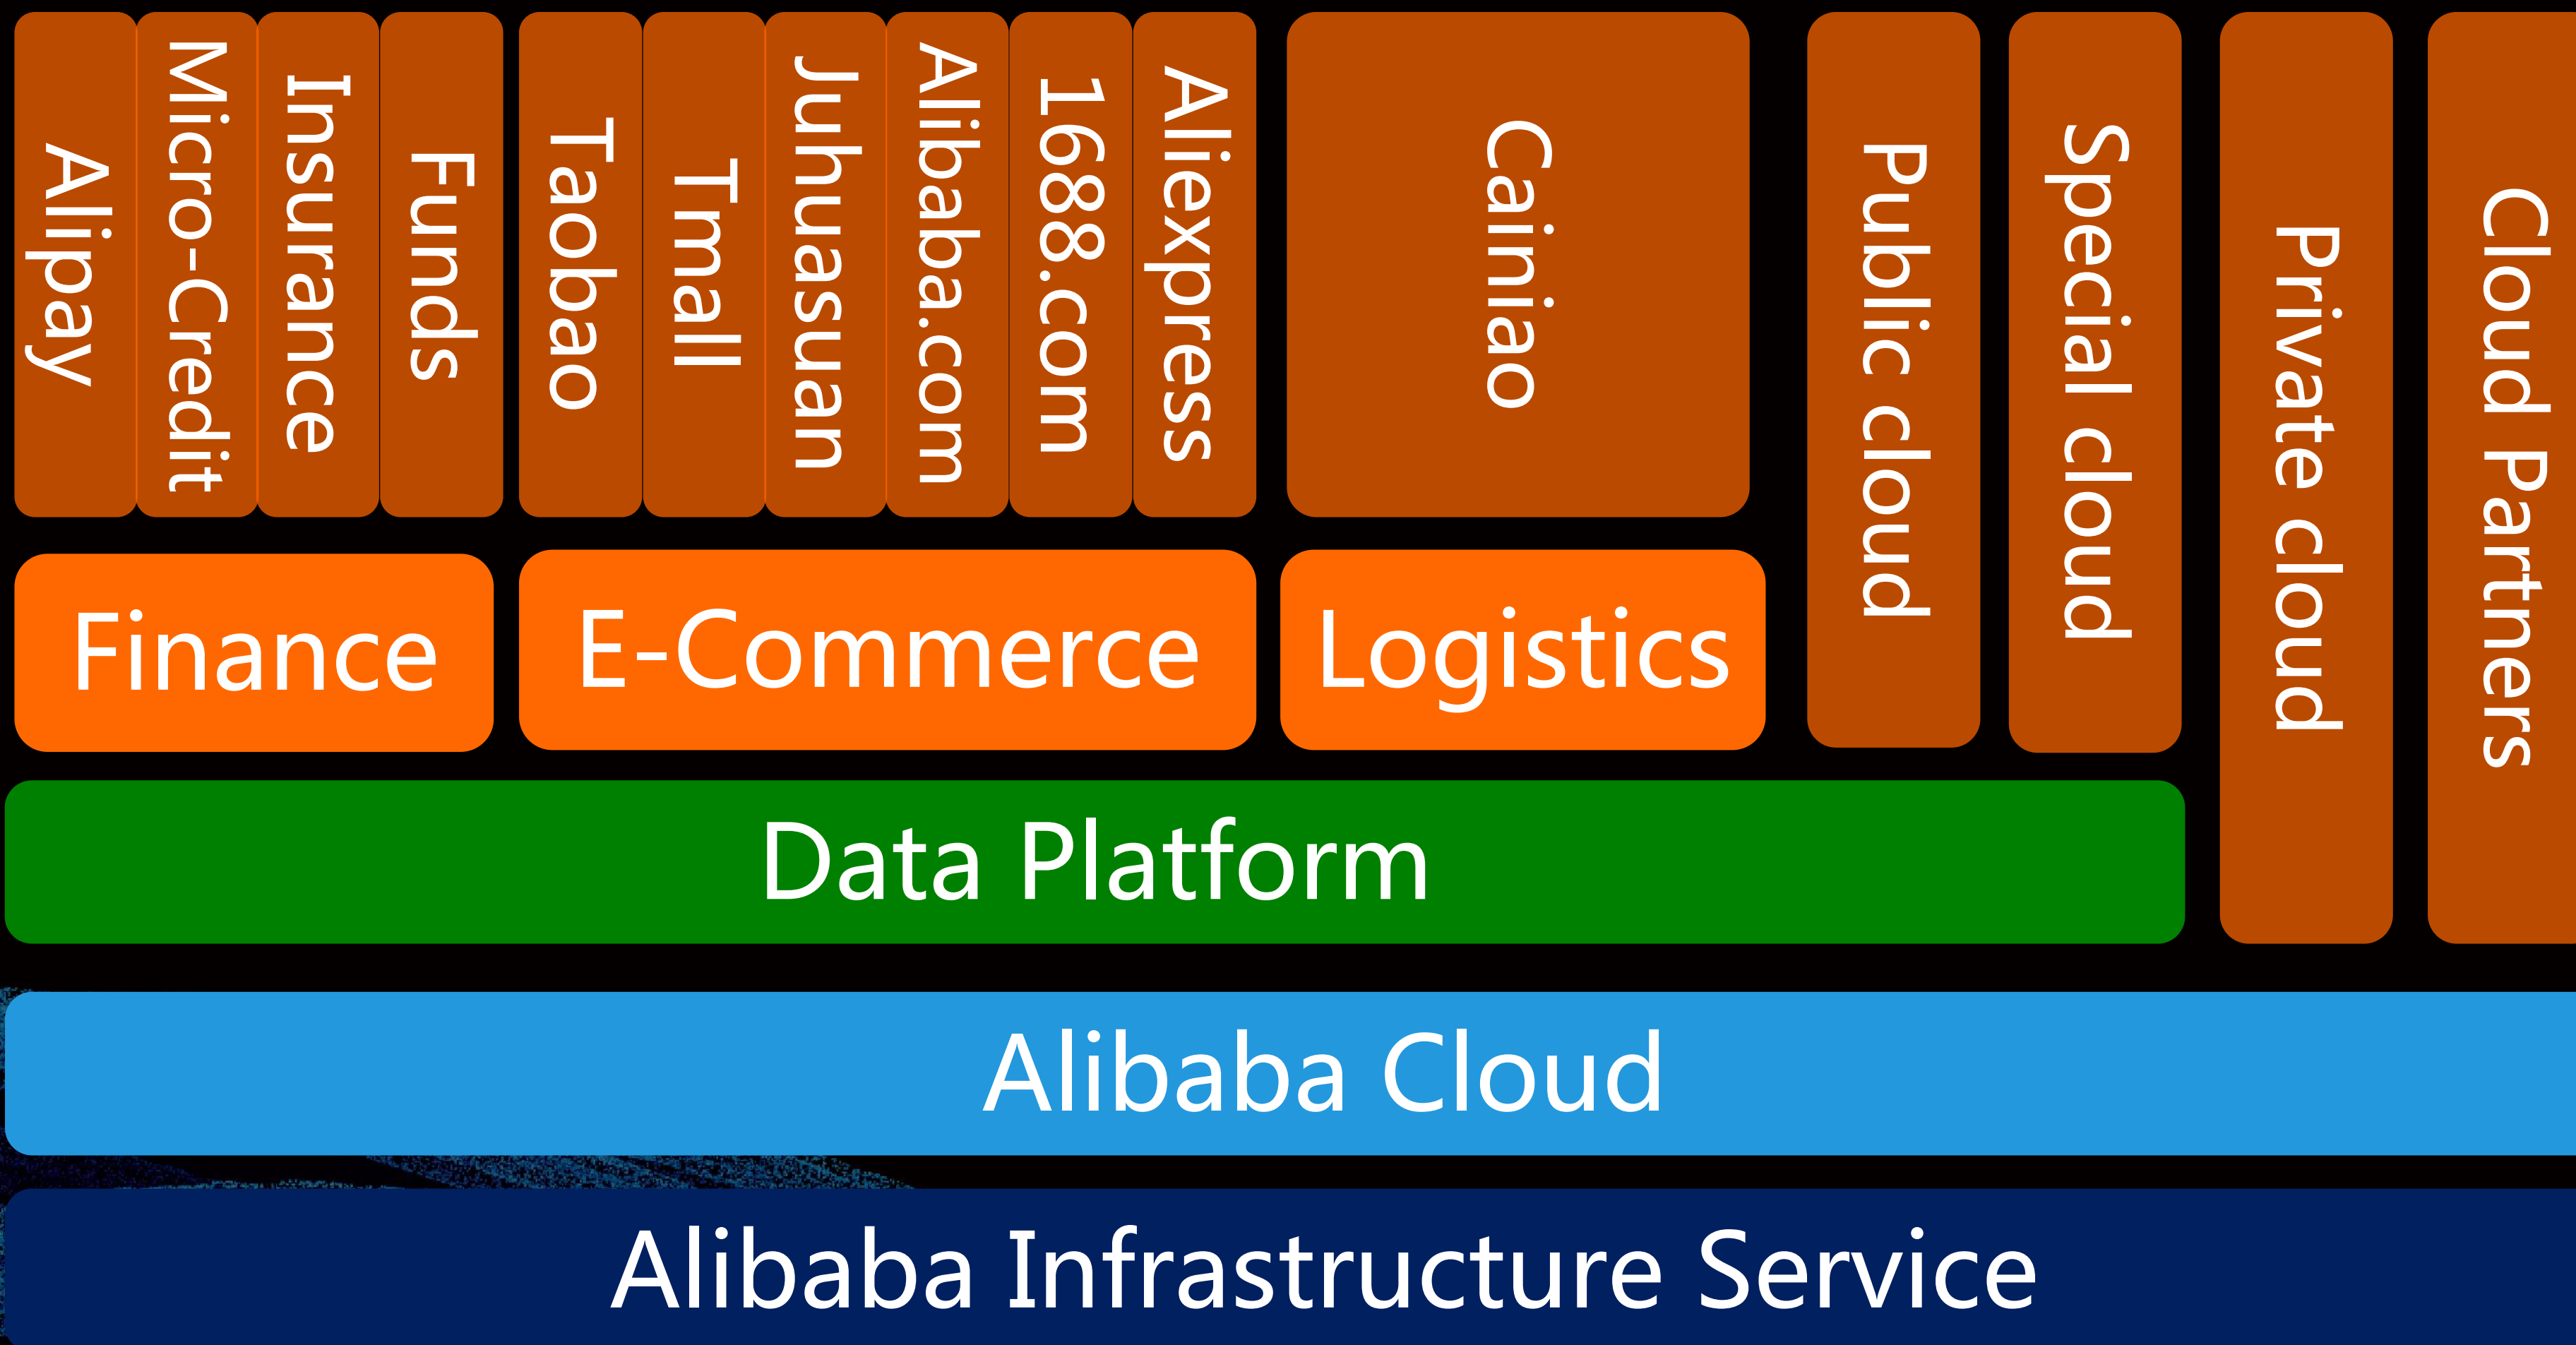 Alipay
Micro-Credit
Insurance
Funds
Taobao
Tmall
Juhuasuan
Alibaba.com
1688.com
Aliexpress
Cainiao
Public cloud
Special cloud
Private cloud
Cloud Partners
Finance
E-Commerce
Logistics
Data Platform
Alibaba Cloud
Alibaba Infrastructure Service